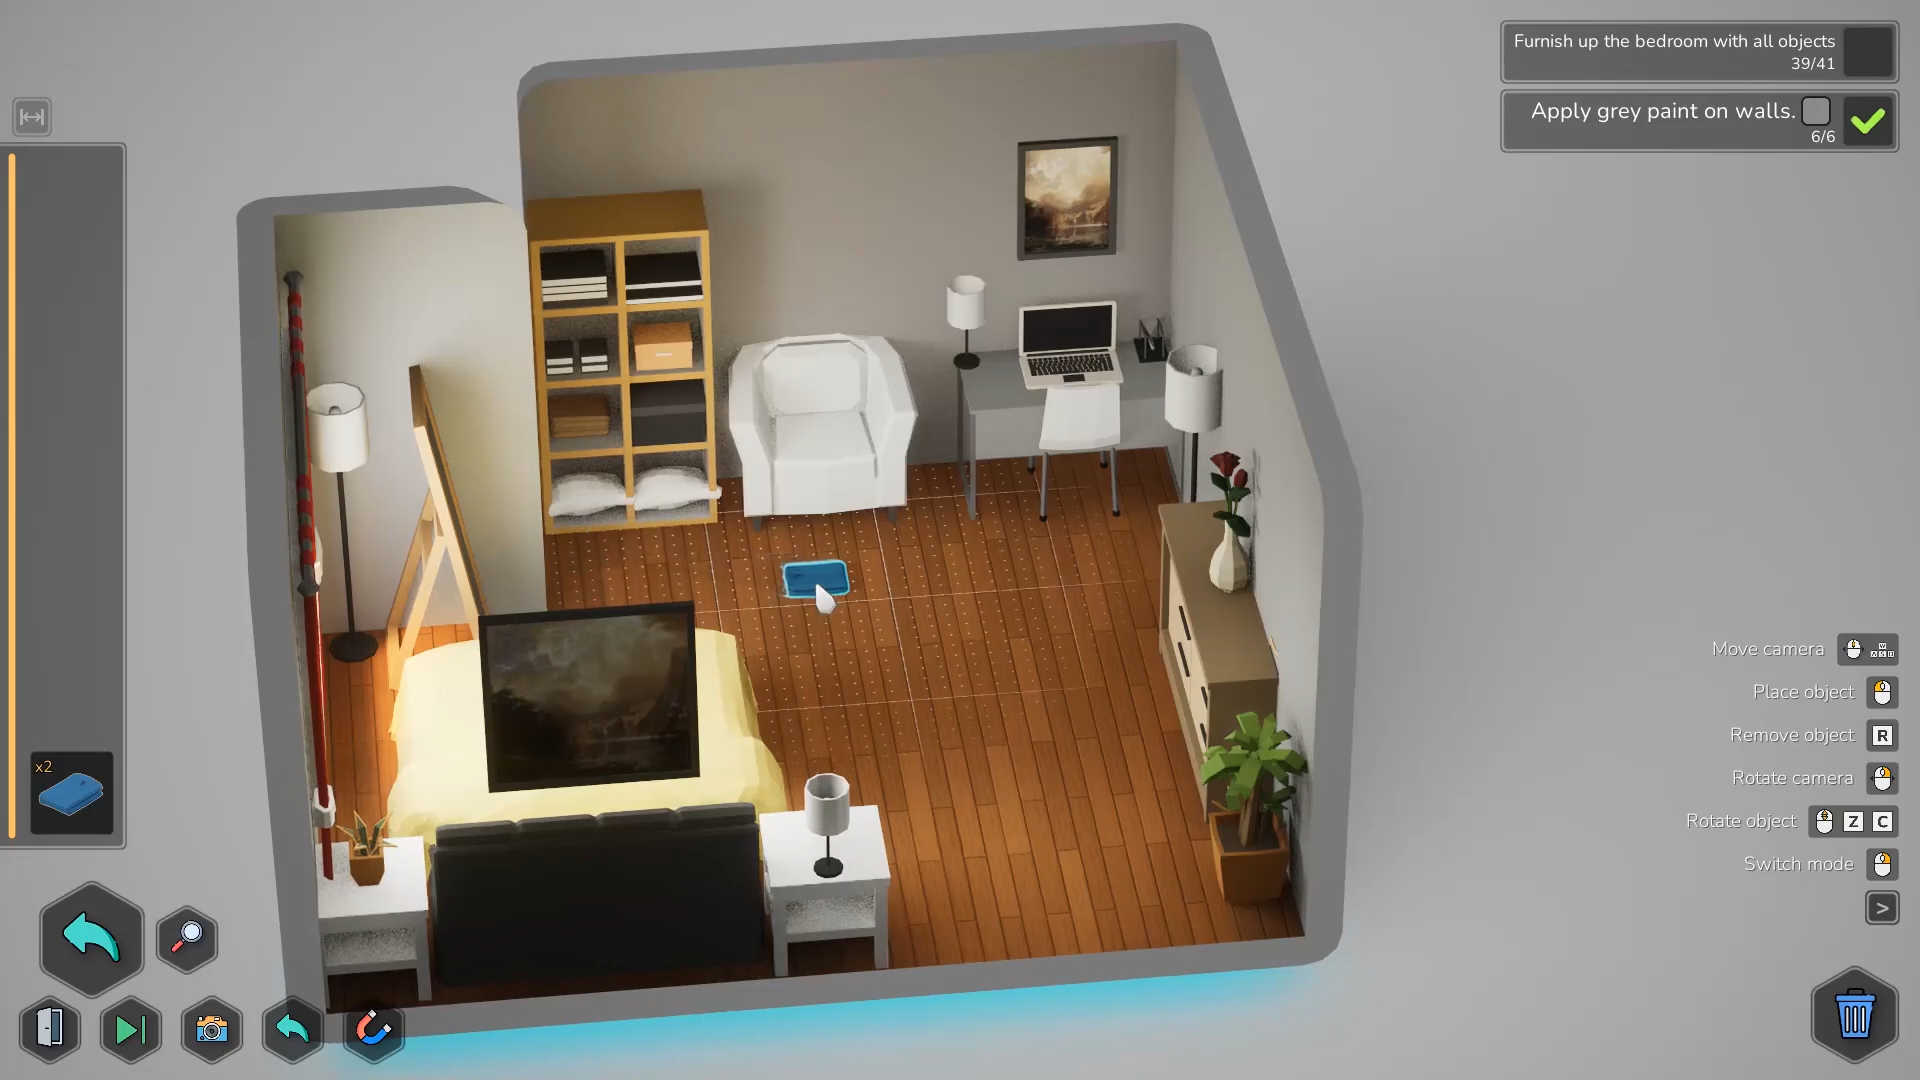 Furnish up the bedroom with all objects
39/41
Apply grey paint on walls.
6/6
Move camera
W
A S D
Place object
Remove object R
Rotate camera
Rotate object Z C
Switch mode
>
x2